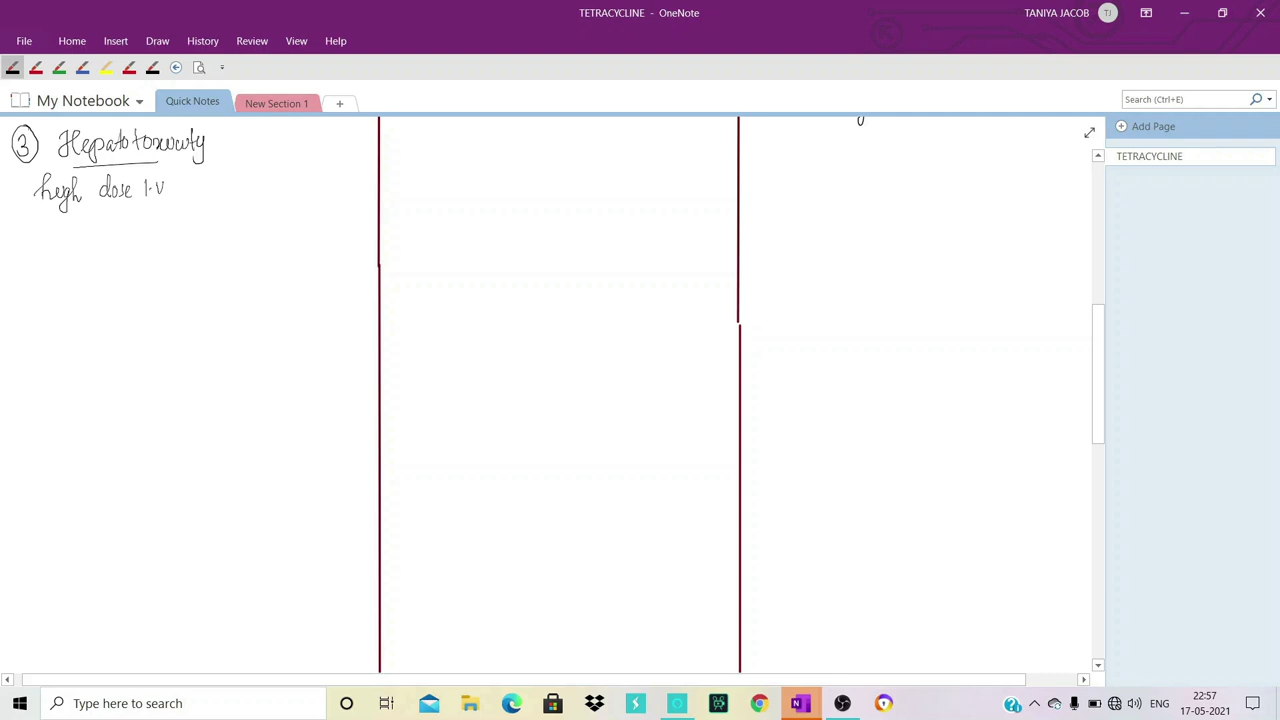 TETRACYCLINE - OneNote
TANIYA JACOB TJ
File Home Insert Draw History Review View Help
My Notebook Quick Notes New Section 1 +
Search (Ctrl+E)
Add Page
TETRACYCLINE
3 Hepatotoxicity
high dose I.V
Type here to search
ENG
22:57
17-05-2021